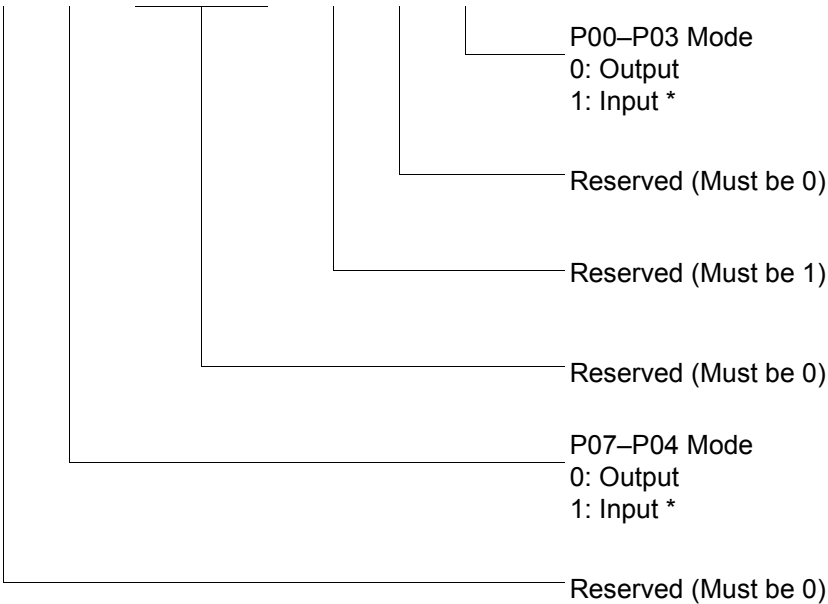 P00–P03 Mode
0: Output
1: Input *
Reserved (Must be 0)
Reserved (Must be 1)
Reserved (Must be 0)
P07–P04 Mode
0: Output
1: Input *
Reserved (Must be 0)